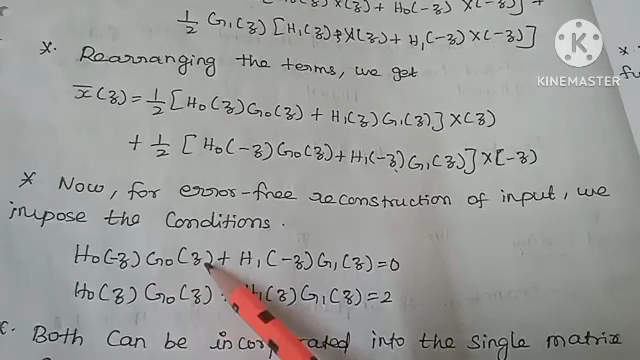 H₀(z) X(z) + H₀(-z) X(-z)] +
1/2 G₁(z) [H₁(z) X(z) + H₁(-z) X(-z)]
K
KINEMASTER
* Rearranging the terms, we get
x̄(z) = 1/2 [H₀(z) G₀(z) + H₁(z) G₁(z)] X(z)
+ 1/2 [H₀(-z) G₀(z) + H₁(-z) G₁(z)] X(-z)
* Now, for error-free reconstruction of input, we
impose the Conditions.
H₀(-z) G₀(z) + H₁(-z) G₁(z) = 0
H₀(z) G₀(z) H₁(z) G₁(z) = 2
Both Can be into the single matrix